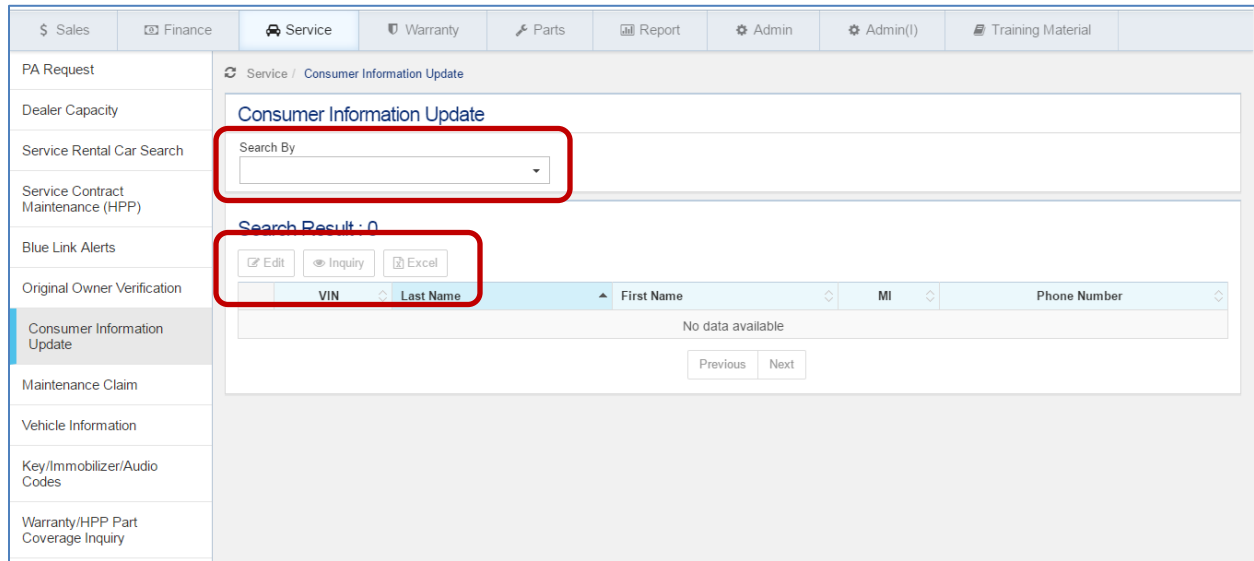 $ Sales Finance Service Warranty Parts Report Admin Admin(I) Training Material
PA Request
Dealer Capacity
Service Rental Car Search
Service Contract
Maintenance (HPP)
Blue Link Alerts
Original Owner Verification
Consumer Information
Update
Maintenance Claim
Vehicle Information
Key/Immobilizer/Audio
Codes
Warranty/HPP Part
Coverage Inquiry
Service / Consumer Information Update
Consumer Information Update
Search By
Search Result : 0
Edit Inquiry Excel
VIN Last Name First Name MI Phone Number
No data available
Previous Next